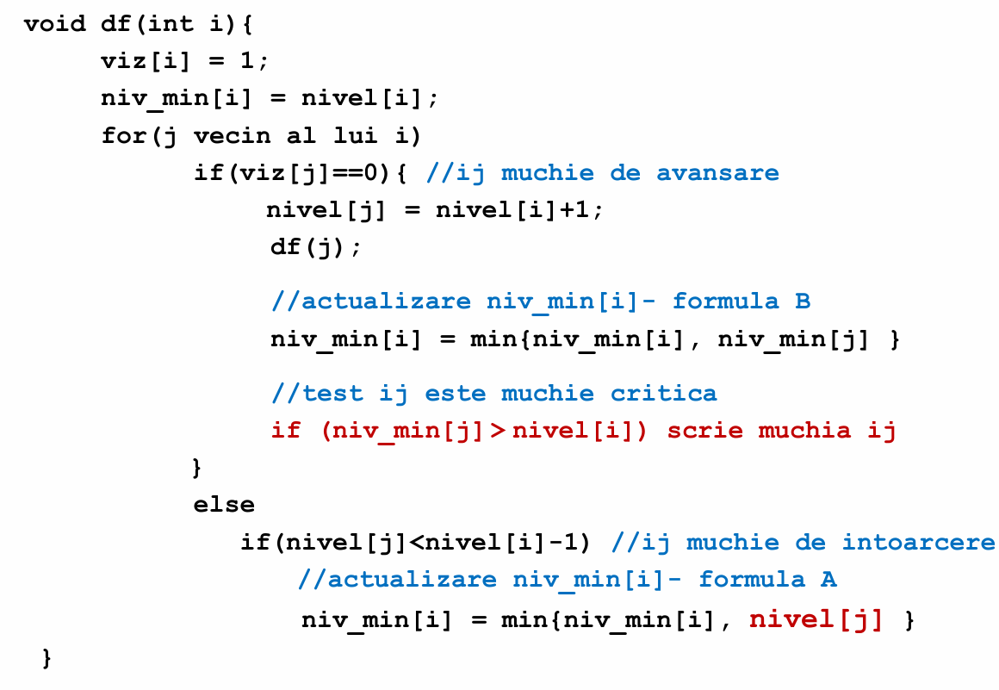 void df(int i){
viz[i] = 1;
niv_min[i] = nivel[i];
for(j vecin al lui i)
if(viz[j]==0){ //ij muchie de avansare
nivel[j] = nivel[i]+1;
df(j);
//actualizare niv_min[i]- formula B
niv_min[i] = min{niv_min[i], niv_min[j] }
//test ij este muchie critica
if (niv_min[j]>nivel[i]) scrie muchia ij
}
else
if(nivel[j]<nivel[i]-1) //ij muchie de intoarcere
//actualizare niv_min[i]- formula A
niv_min[i] = min{niv_min[i], nivel[j] }
}